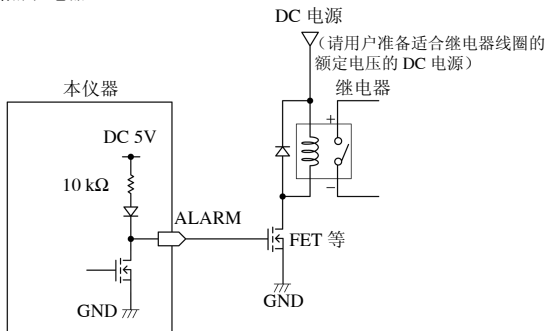 DC 电源
（请用户准备适合继电器线圈的
额定电压的 DC 电源）
本仪器
继电器
DC 5V
10 kΩ
ALARM
FET 等
GND
GND
+
−